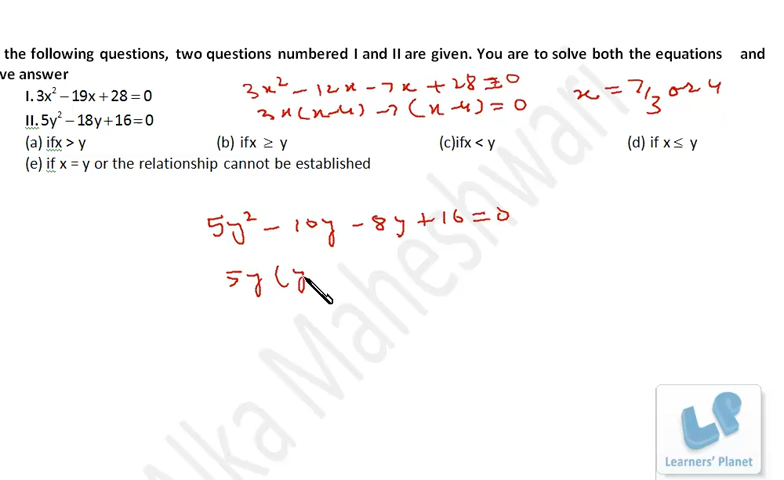 the following questions, two questions numbered I and II are given. You are to solve both the equations and
ve answer
I. 3x² – 19x + 28 = 0
3x² – 12x – 7x + 28 = 0
3x(x–4) –7(x–4) = 0
x = 7/3 or 4
II. 5y² – 18y + 16 = 0
(a) ifx > y (b) ifx ≥ y (c)ifx < y (d) if x ≤ y
(e) if x = y or the relationship cannot be established
5y² – 10y – 8y + 16 = 0
5y (y
Alka Maheshwari
LP
Learners' Planet